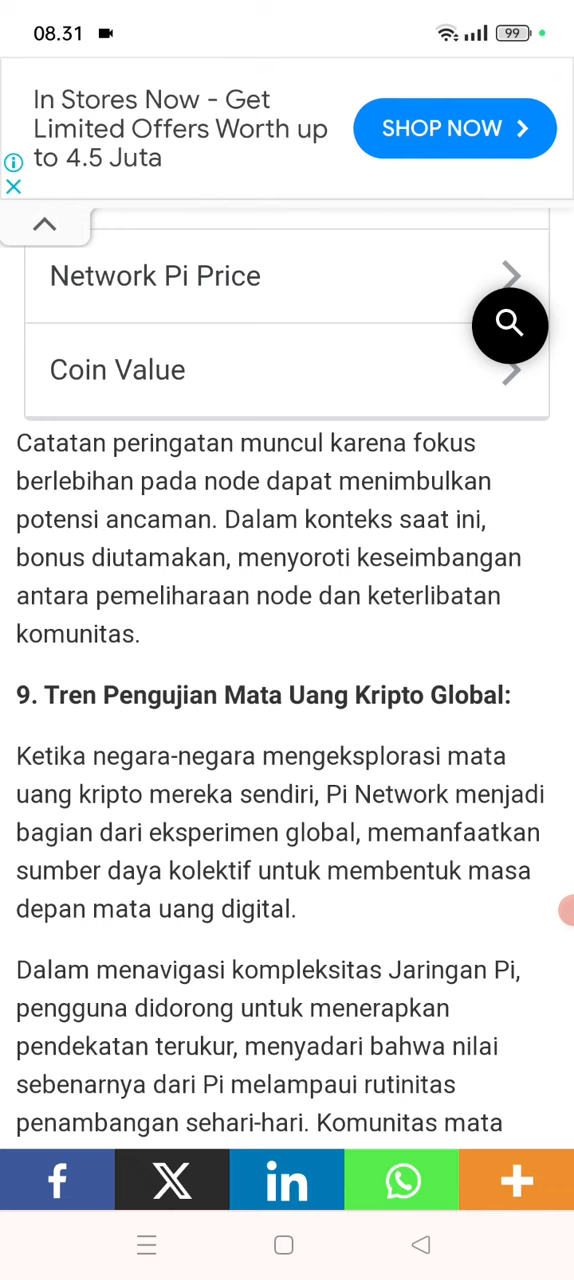 08.31
99
In Stores Now - Get
Limited Offers Worth up
to 4.5 Juta
SHOP NOW
Network Pi Price
Coin Value
Catatan peringatan muncul karena fokus
berlebihan pada node dapat menimbulkan
potensi ancaman. Dalam konteks saat ini,
bonus diutamakan, menyoroti keseimbangan
antara pemeliharaan node dan keterlibatan
komunitas.
9. Tren Pengujian Mata Uang Kripto Global:
Ketika negara-negara mengeksplorasi mata
uang kripto mereka sendiri, Pi Network menjadi
bagian dari eksperimen global, memanfaatkan
sumber daya kolektif untuk membentuk masa
depan mata uang digital.
Dalam menavigasi kompleksitas Jaringan Pi,
pengguna didorong untuk menerapkan
pendekatan terukur, menyadari bahwa nilai
sebenarnya dari Pi melampaui rutinitas
penambangan sehari-hari. Komunitas mata